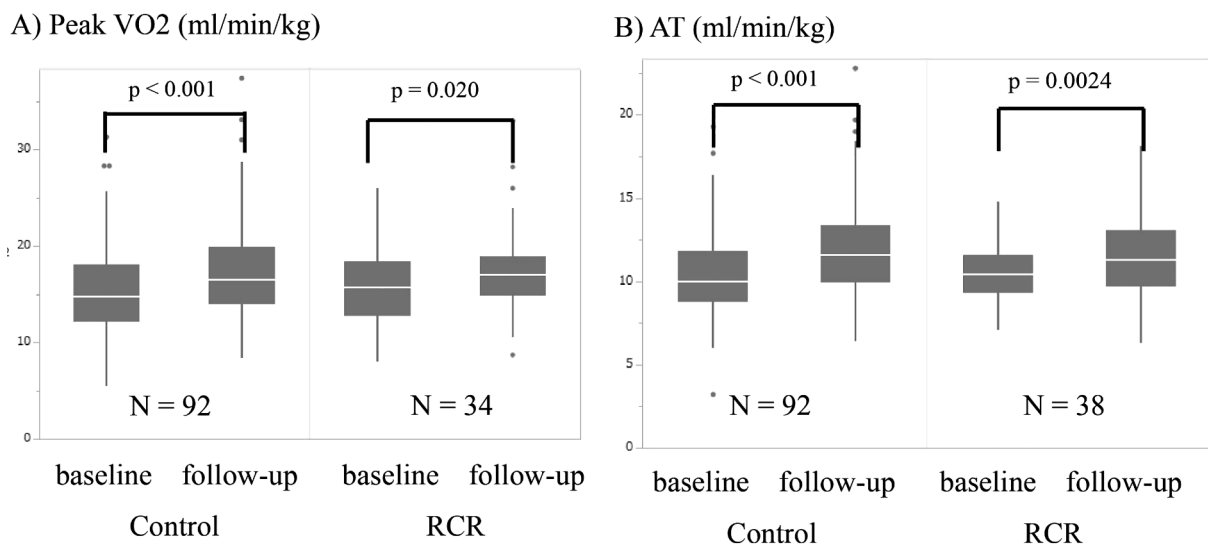 A) Peak VO2 (ml/min/kg)
p < 0.001
p = 0.020
30
20
10
0
N = 92
N = 34
baseline
follow-up
baseline
follow-up
Control
RCR
B) AT (ml/min/kg)
p < 0.001
p = 0.0024
20
15
10
5
0
N = 92
N = 38
baseline
follow-up
baseline
follow-up
Control
RCR